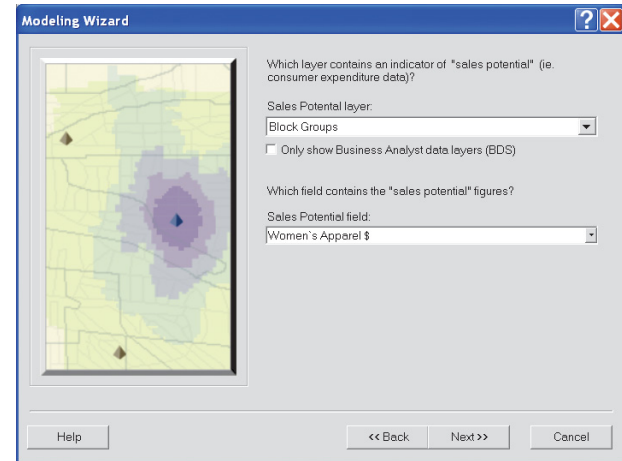 Modeling Wizard
Which layer contains an indicator of "sales potential" (ie.
consumer expenditure data)?
Sales Potental layer:
Block Groups
Only show Business Analyst data layers (BDS)
Which field contains the "sales potential" figures?
Sales Potential field:
Women`s Apparel $
Help
<< Back
Next >>
Cancel